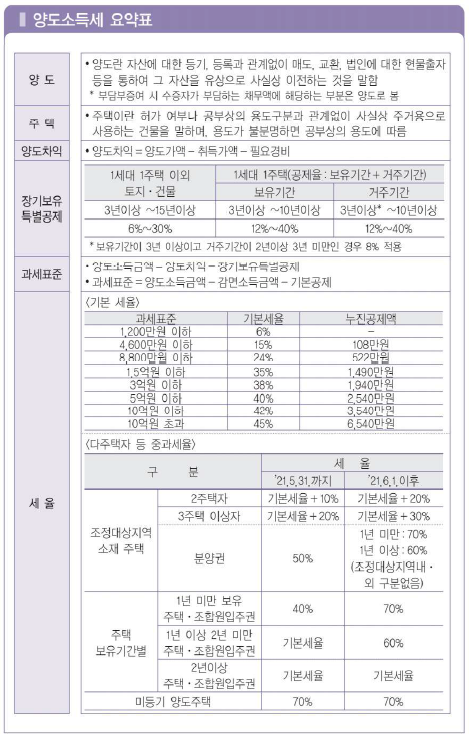 양도소득세 요약표
양 도
• 양도란 자산에 대한 등기, 등록과 관계없이 매도, 교환, 법인에 대한 현물출자
등을 통하여 그 자산을 유상으로 사실상 이전하는 것을 말함
* 부담부증여 시 수증자가 부담하는 채무액에 해당하는 부분은 양도로 봄
주 택
• 주택이란 허가 여부나 공부상의 용도구분과 관계없이 사실상 주거용으로
사용하는 건물을 말하며, 용도가 불분명하면 공부상의 용도에 따름
양도차익
• 양도차익 = 양도가액 - 취득가액 - 필요경비
장기보유
특별공제
1세대 1주택 이외
토지·건물
1세대 1주택(공제율 : 보유기간 + 거주기간)
보유기간 거주기간
3년이상 ~15년이상 3년이상 ~10년이상 3년이상* ~10년이상
6%~30% 12%~40% 12%~40%
* 보유기간이 3년 이상이고 거주기간이 2년이상 3년 미만인 경우 8% 적용
과세표준
• 양도소득금액 = 양도차익 - 장기보유특별공제
• 과세표준 = 양도소득금액 - 감면소득금액 - 기본공제
세 율
<기본 세율>
과세표준 기본세율 누진공제액
1,200만원 이하 6% -
4,600만원 이하 15% 108만원
8,800만원 이하 24% 522만원
1.5억원 이하 35% 1,490만원
3억원 이하 38% 1,940만원
5억원 이하 40% 2,540만원
10억원 이하 42% 3,540만원
10억원 초과 45% 6,540만원
<다주택자 등 중과세율>
구 분 세 율
'21.5.31.까지 '21.6.1.이후
조정대상지역
소재 주택
2주택자 기본세율+10% 기본세율+20%
3주택 이상자 기본세율+20% 기본세율+30%
분양권 50%
1년 미만 : 70%
1년 이상 : 60%
(조정대상지역내·
외 구분없음)
주택
보유기간별
1년 미만 보유
주택·조합원입주권 40% 70%
1년 이상 2년 미만
주택·조합원입주권 기본세율 60%
2년이상
주택·조합원입주권 기본세율 기본세율
미등기 양도주택 70% 70%